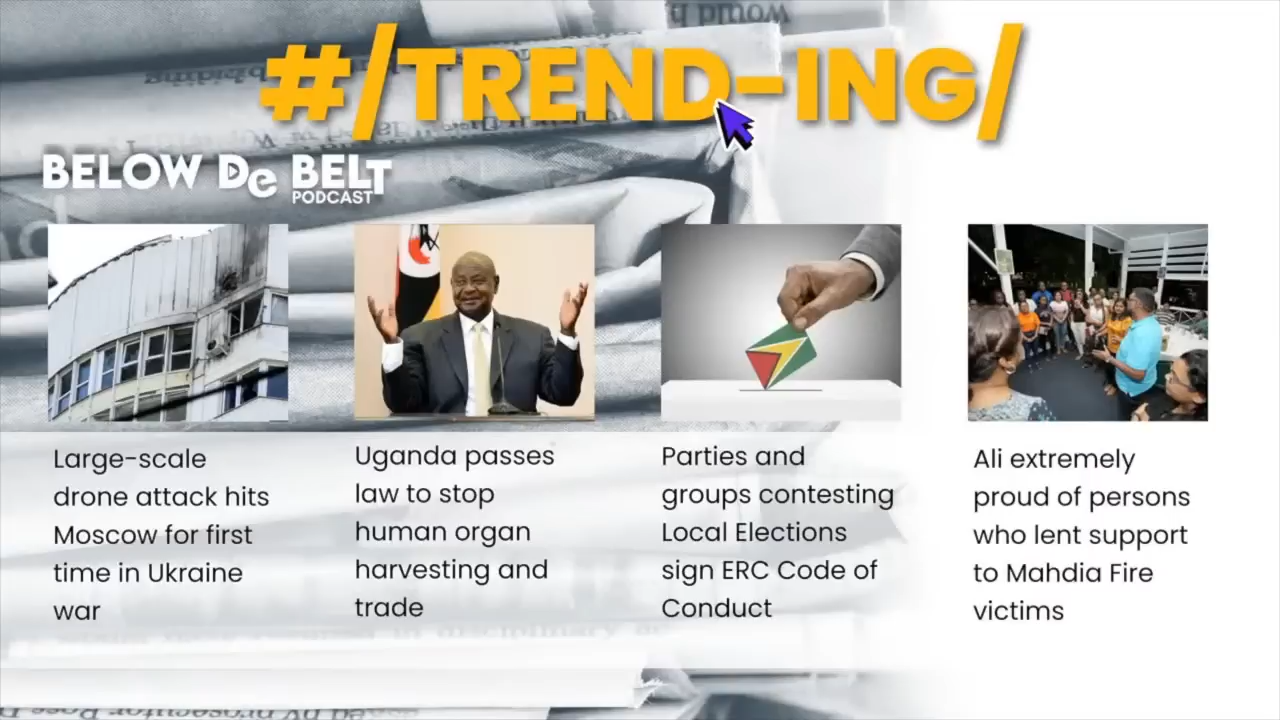 #/TREND-ING/
BELOW De BELT
PODCAST
Large-scale
drone attack hits
Moscow for first
time in Ukraine
war
Uganda passes
law to stop
human organ
harvesting and
trade
Parties and
groups contesting
Local Elections
sign ERC Code of
Conduct
Ali extremely
proud of persons
who lent support
to Mahdia Fire
victims